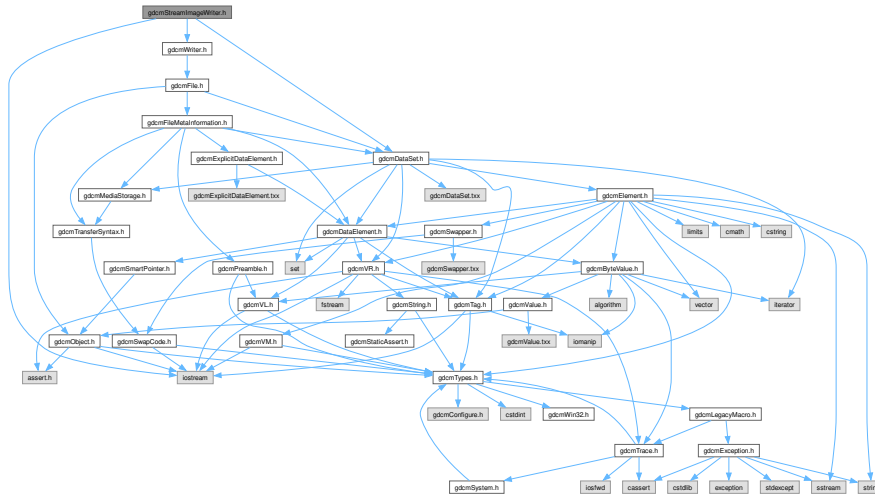 gdcmStreamImageWriter.h
gdcmWriter.h
gdcmFile.h
gdcmFileMetaInformation.h
gdcmExplicitDataElement.h
gdcmDataSet.h
gdcmMediaStorage.h
gdcmExplicitDataElement.txx
gdcmDataSet.txx
gdcmElement.h
gdcmTransferSyntax.h
gdcmDataElement.h
gdcmSwapper.h
limits
cmath
cstring
gdcmSmartPointer.h
gdcmPreamble.h
set
gdcmVR.h
gdcmSwapper.txx
gdcmByteValue.h
gdcmVL.h
fstream
gdcmString.h
gdcmTag.h
gdcmValue.h
algorithm
vector
iterator
gdcmObject.h
gdcmSwapCode.h
gdcmVM.h
gdcmStaticAssert.h
gdcmValue.txx
iomanip
assert.h
iostream
gdcmTypes.h
gdcmConfigure.h
cstdint
gdcmWin32.h
gdcmLegacyMacro.h
gdcmTrace.h
gdcmException.h
gdcmSystem.h
iosfwd
cassert
cstdlib
exception
stdexcept
sstream